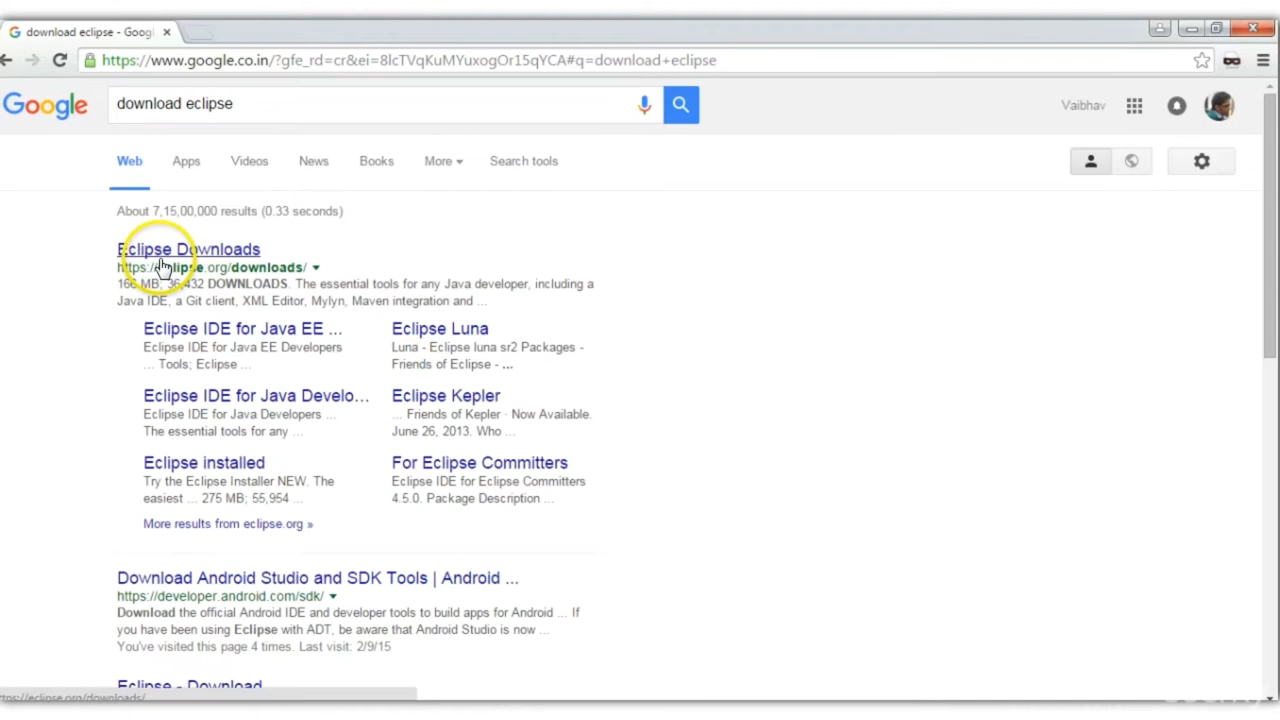 download eclipse - Goog
https://www.google.co.in/?gfe_rd=cr&ei=8lcTVqKuMYuxogOr15qYCA#q=download+eclipse
Google
download eclipse
Vaibhav
Web Apps Videos News Books More Search tools
About 7,15,00,000 results (0.33 seconds)
Eclipse Downloads
https://eclipse.org/downloads/
166 MB; 36,432 DOWNLOADS. The essential tools for any Java developer, including a
Java IDE, a Git client, XML Editor, Mylyn, Maven integration and ...
Eclipse IDE for Java EE ...
Eclipse IDE for Java EE Developers
... Tools; Eclipse ...
Eclipse Luna
Luna - Eclipse luna sr2 Packages -
Friends of Eclipse - ...
Eclipse IDE for Java Develo...
Eclipse IDE for Java Developers ...
The essential tools for any ...
Eclipse Kepler
... Friends of Kepler · Now Available.
June 26, 2013. Who ...
Eclipse installed
Try the Eclipse Installer NEW. The
easiest ... 275 MB; 55,954 ...
For Eclipse Committers
Eclipse IDE for Eclipse Committers
4.5.0. Package Description ...
More results from eclipse.org »
Download Android Studio and SDK Tools | Android ...
https://developer.android.com/sdk/
Download the official Android IDE and developer tools to build apps for Android ... If
you have been using Eclipse with ADT, be aware that Android Studio is now ...
You've visited this page 4 times. Last visit: 2/9/15
Eclipse - Download
ttps://eclipse.org/downloads/